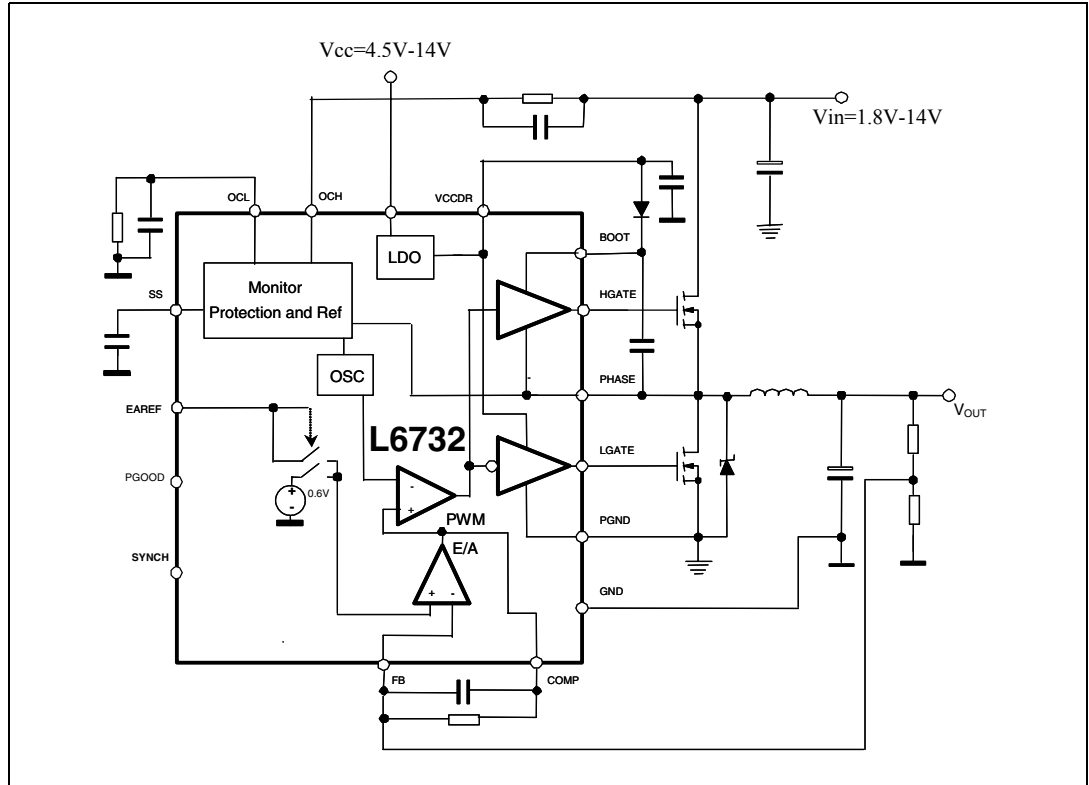 Vcc=4.5V-14V
Vin=1.8V-14V
OCL
OCH
VCCDR
LDO
BOOT
Monitor
Protection and Ref
SS
HGATE
OSC
-
PHASE
EAREF
L6732
VOUT
LGATE
PGOOD
+
-
0.6V
-
+
PWM
E/A
PGND
SYNCH
+ -
GND
FB
COMP